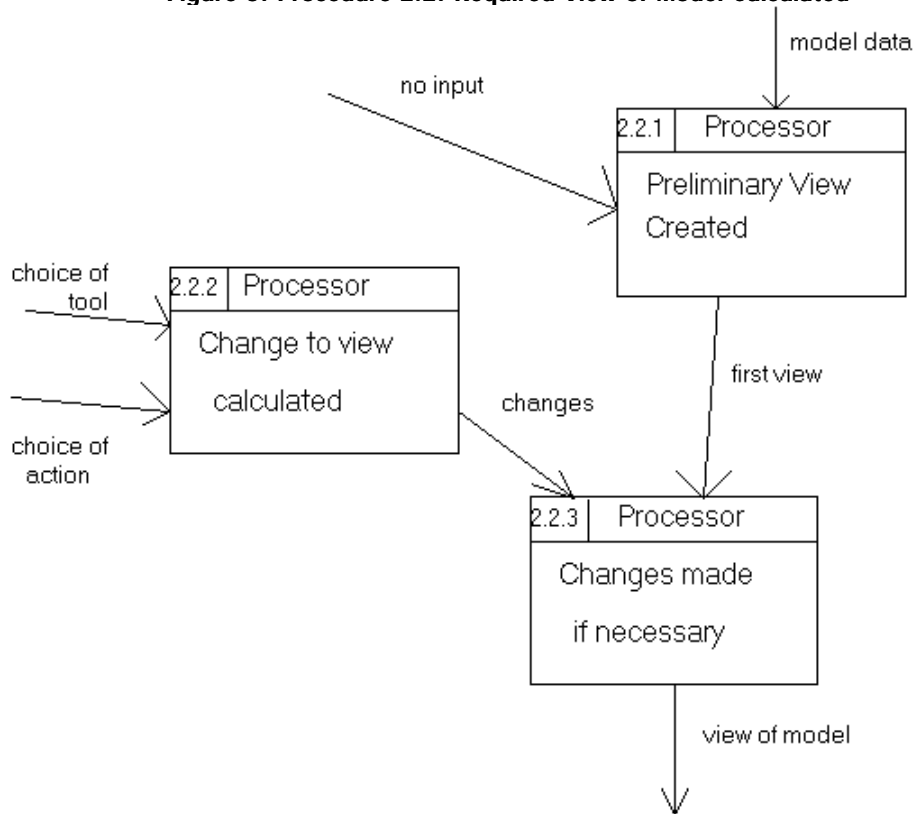 model data
no input
2.2.1 Processor
Preliminary View
Created
choice of
tool
2.2.2 Processor
Change to view
calculated
choice of
action
changes
first view
2.2.3 Processor
Changes made
if necessary
view of model